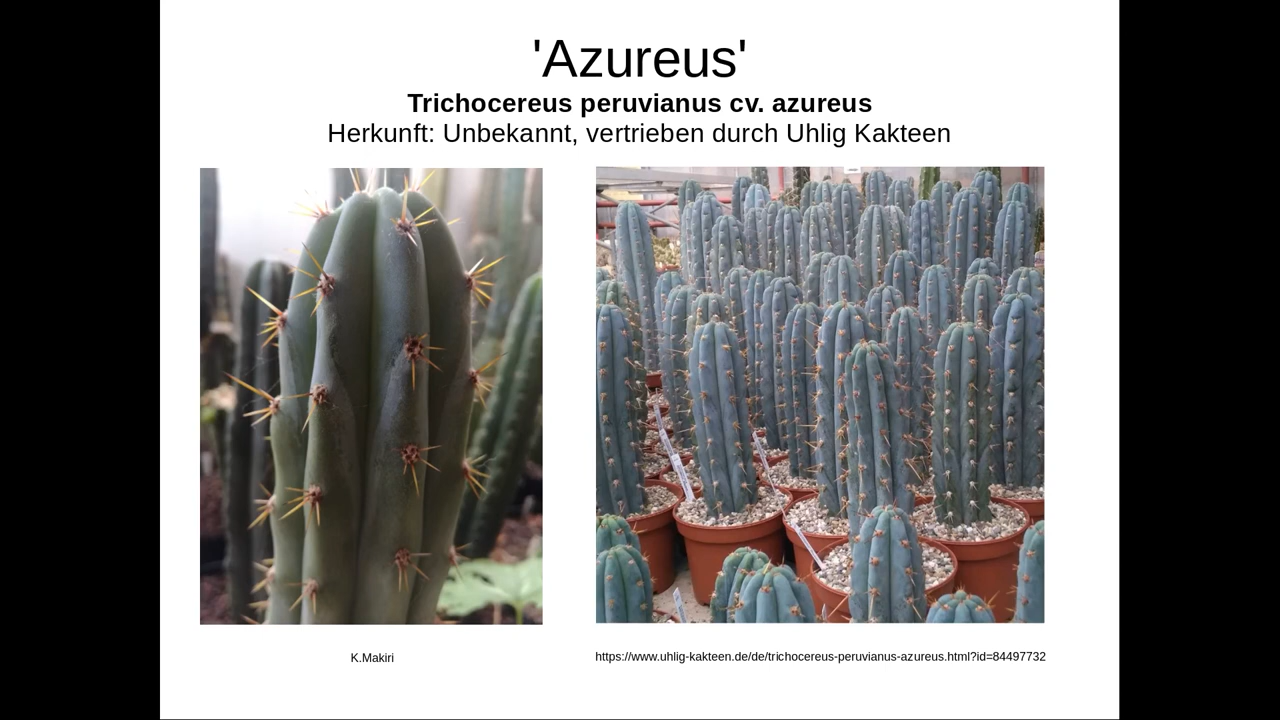 'Azureus'
Trichocereus peruvianus cv. azureus
Herkunft: Unbekannt, vertrieben durch Uhlig Kakteen
K.Makiri
https://www.uhlig-kakteen.de/de/trichocereus-peruvianus-azureus.html?id=84497732